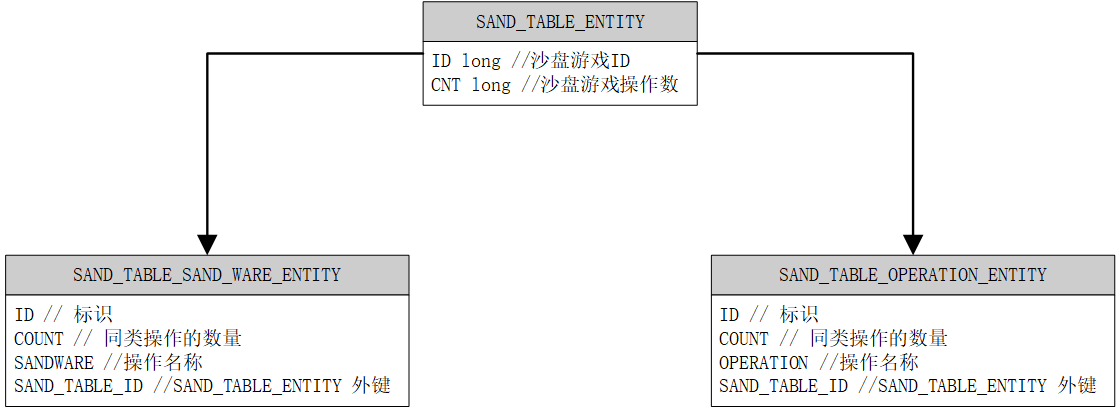 SAND_TABLE_ENTITY
ID long //沙盘游戏ID
CNT long //沙盘游戏操作数
SAND_TABLE_SAND_WARE_ENTITY
ID // 标识
COUNT // 同类操作的数量
SANDWARE //操作名称
SAND_TABLE_ID //SAND_TABLE_ENTITY 外键
SAND_TABLE_OPERATION_ENTITY
ID // 标识
COUNT // 同类操作的数量
OPERATION //操作名称
SAND_TABLE_ID //SAND_TABLE_ENTITY 外键